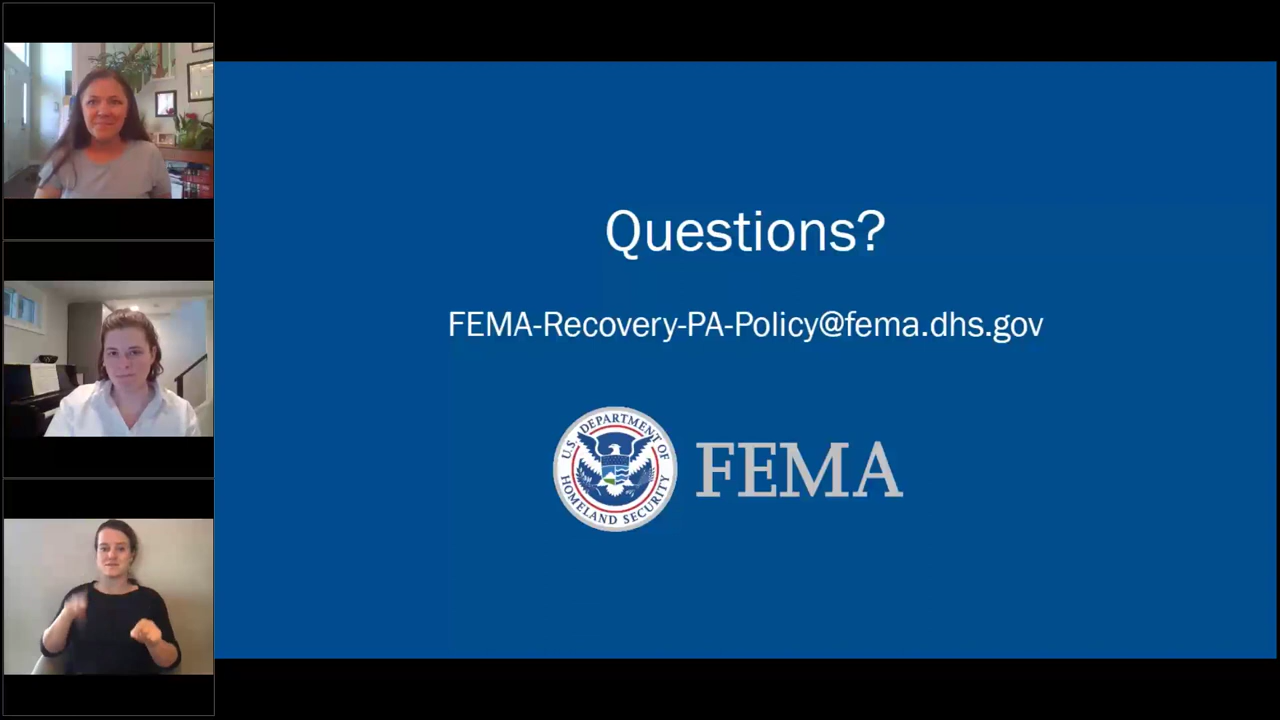 Questions?
FEMA-Recovery-PA-Policy@fema.dhs.gov
U.S. DEPARTMENT OF
HOMELAND SECURITY
FEMA